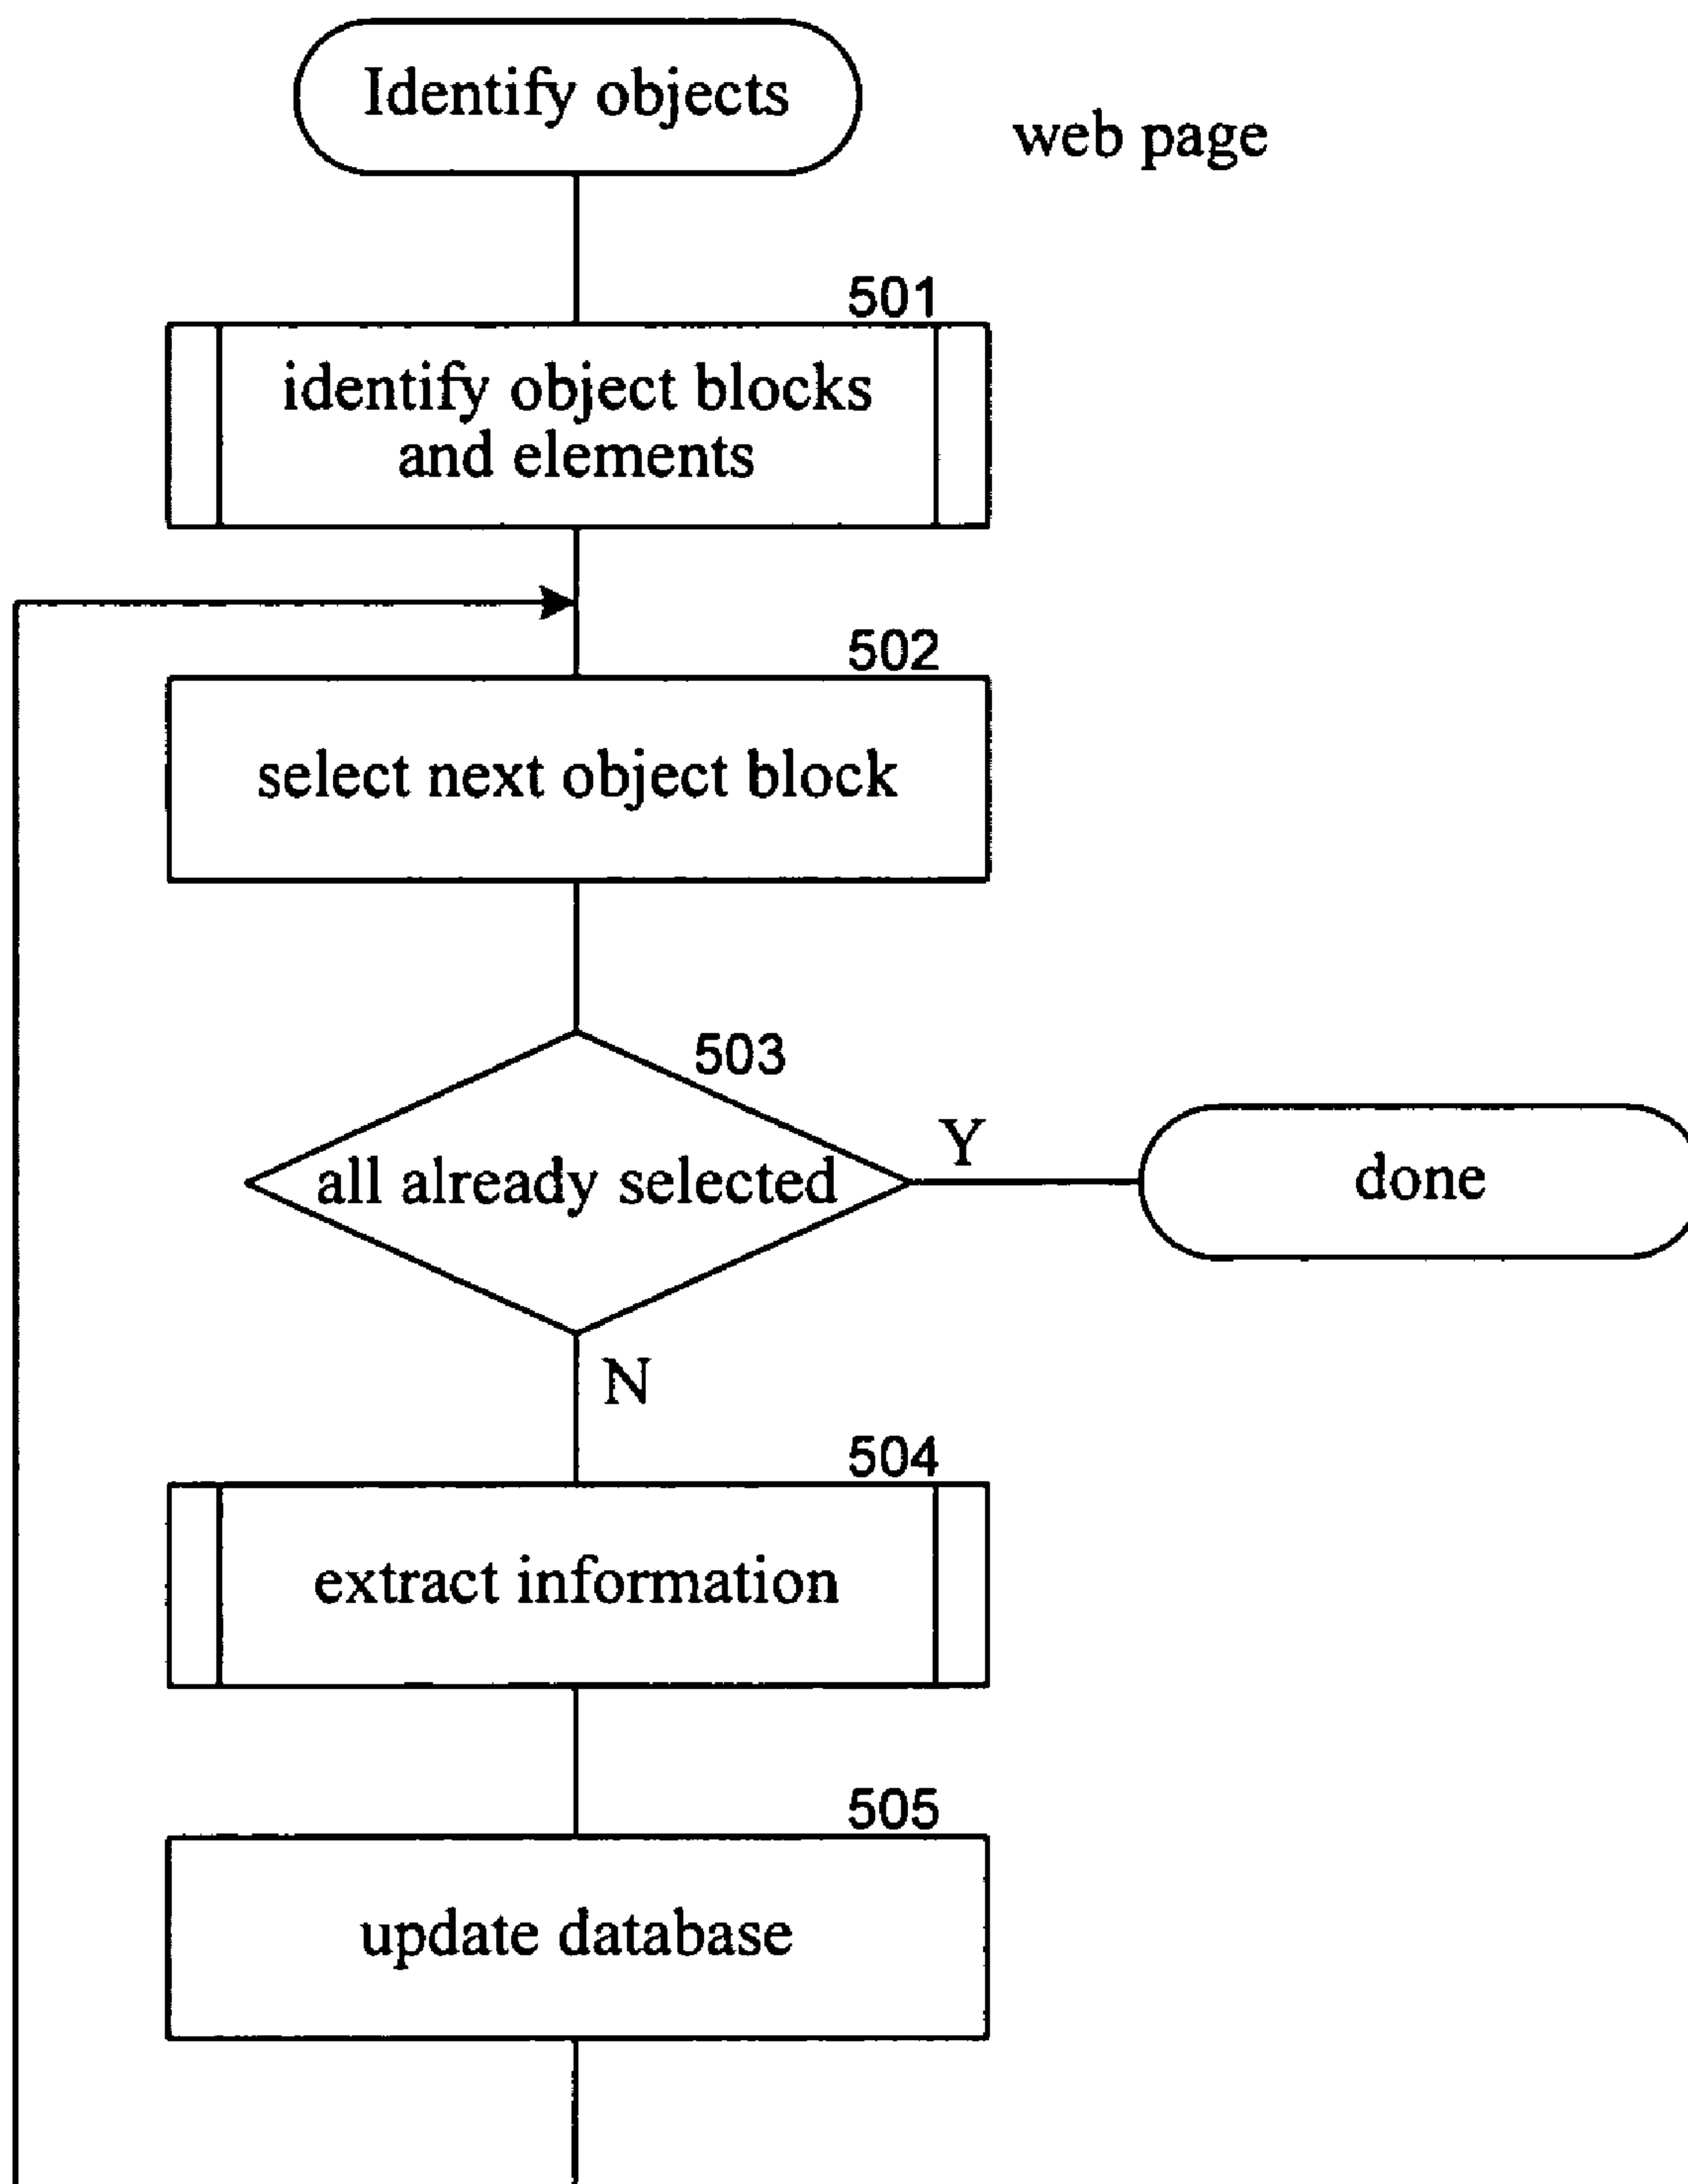 Identify objects
web page
501
identify object blocks
and elements
502
select next object block
503
all already selected
Y
done
N
504
extract information
505
update database